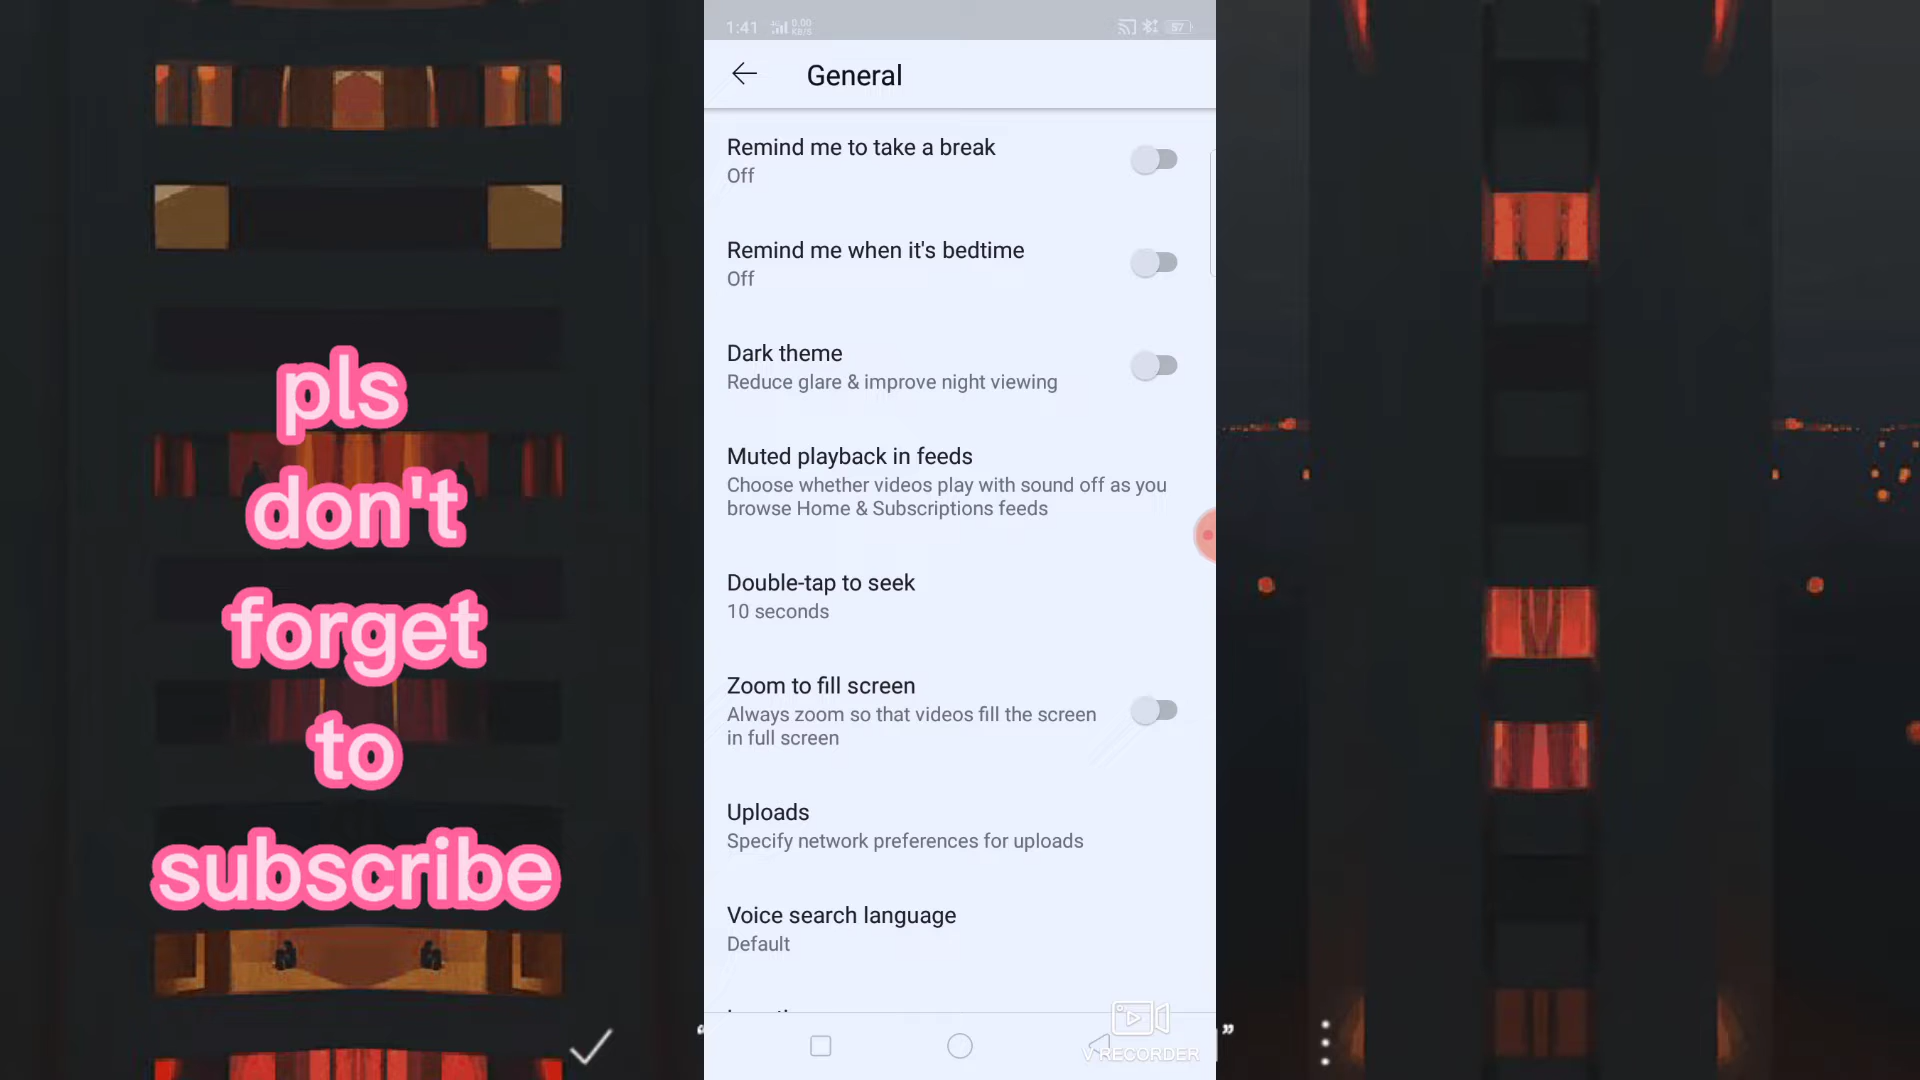 pls
don't
forget
to
subscribe
1:41
0.00
KB/S
57
General
Remind me to take a break
Off
Remind me when it's bedtime
Off
Dark theme
Reduce glare & improve night viewing
Muted playback in feeds
Choose whether videos play with sound off as you
browse Home & Subscriptions feeds
Double-tap to seek
10 seconds
Zoom to fill screen
Always zoom so that videos fill the screen
in full screen
Uploads
Specify network preferences for uploads
Voice search language
Default
V RECORDER